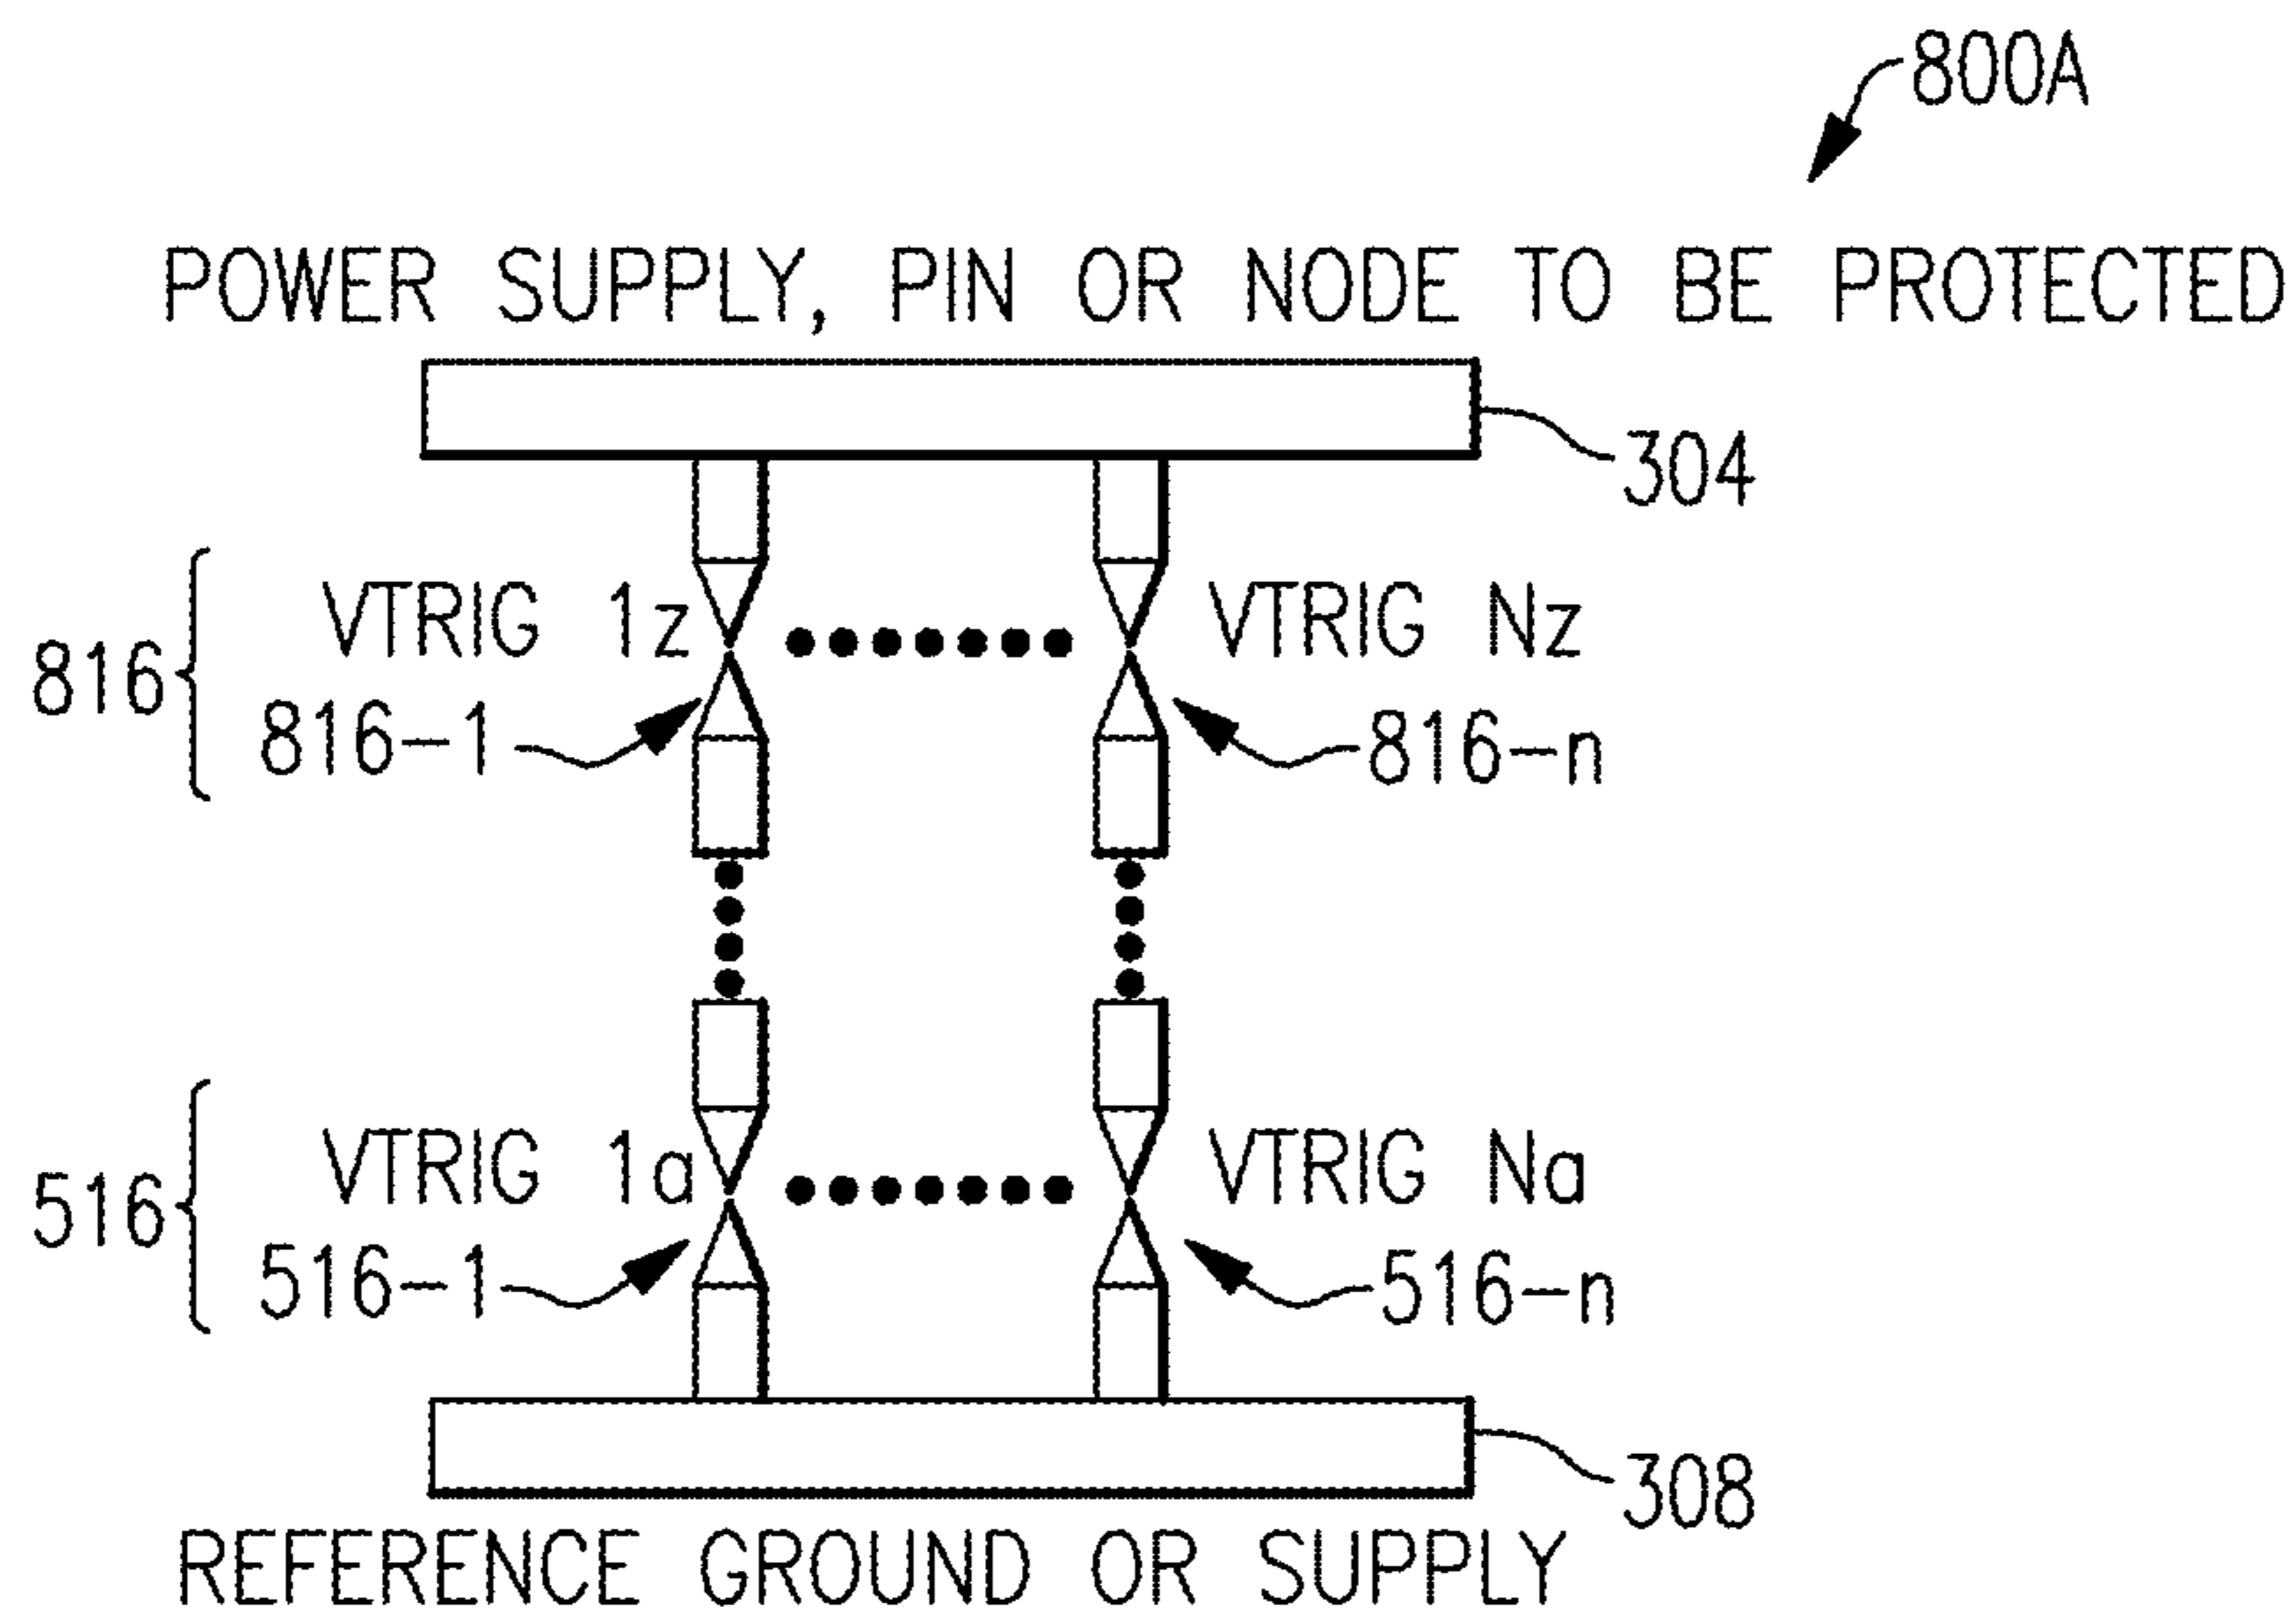 800A
POWER SUPPLY, PIN OR NODE TO BE PROTECTED
304
VTRIG 1z
VTRIG Nz
816
816-1
816-n
VTRIG 1a
VTRIG Na
516
516-1
516-n
308
REFERENCE GROUND OR SUPPLY